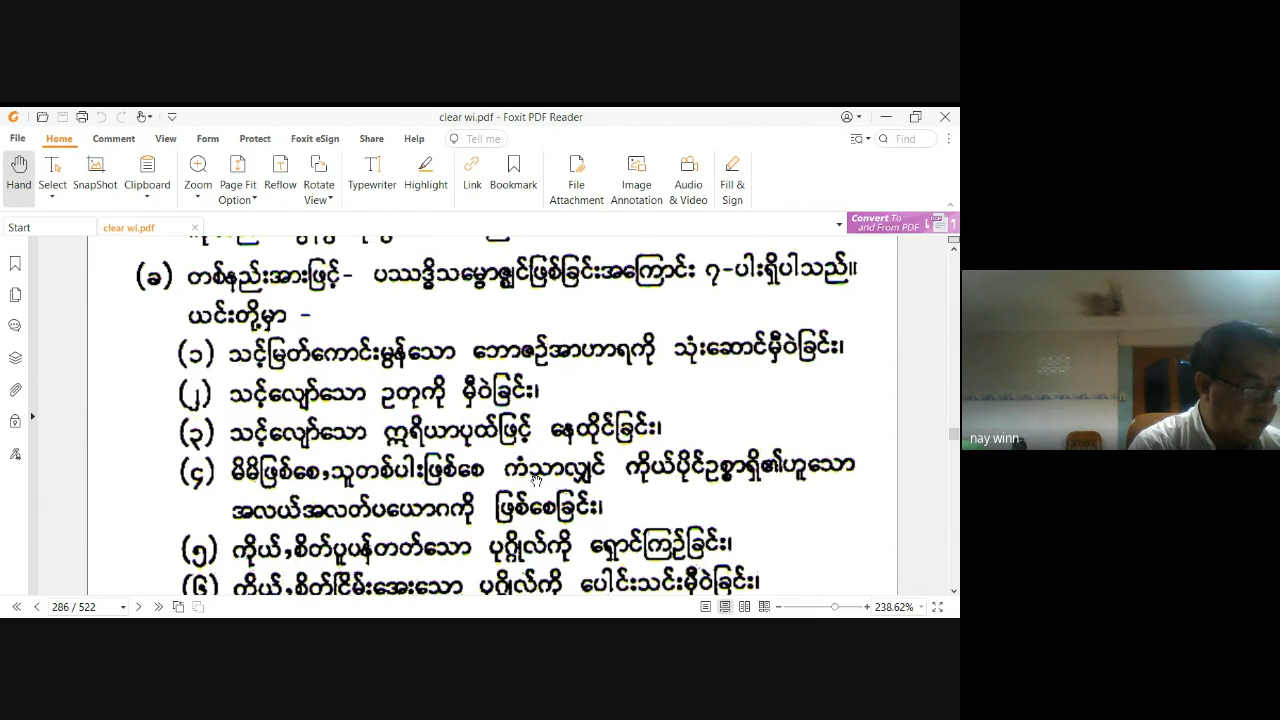 clear wi.pdf - Foxit PDF Reader
File Home Comment View Form Protect Foxit eSign Share Help Tell me Find
Hand Select SnapShot Clipboard Zoom Page Fit Option Reflow Rotate View Typewriter Highlight Link Bookmark File Attachment Image Annotation Audio & Video Fill & Sign
Start clear wi.pdf Convert To and From PDF
(ခ) တစ်နည်းအားဖြင့်- ပဿဒ္ဓိသမ္ဗောဇ္ဈင်ဖြစ်ခြင်းအကြောင်း ၇-ပါးရှိပါသည်။
ယင်းတို့မှာ -
(၁) သင့်မြတ်ကောင်းမွန်သော ဘောဇဉ်အာဟာရကို သုံးဆောင်မှီဝဲခြင်း၊
(၂) သင့်လျော်သော ဥတုကို မှီဝဲခြင်း၊
(၃) သင့်လျော်သော ဣရိယာပုထ်ဖြင့် နေထိုင်ခြင်း၊
(၄) မိမိဖြစ်စေ,သူတစ်ပါးဖြစ်စေ ကံသာလျှင် ကိုယ်ပိုင်ဥစ္စာရှိ၏ဟူသော
အလယ်အလတ်ပယောဂကို ဖြစ်စေခြင်း၊
(၅) ကိုယ်,စိတ်ပူပန်တတ်သော ပုဂ္ဂိုလ်ကို ရှောင်ကြဉ်ခြင်း၊
(၆) ကိုယ်,စိတ်ငြိမ်းအေးသော ပုဂ္ဂိုလ်ကို ပေါင်းသင်းမှီဝဲခြင်း၊
nay winn
286 / 522 238.62%